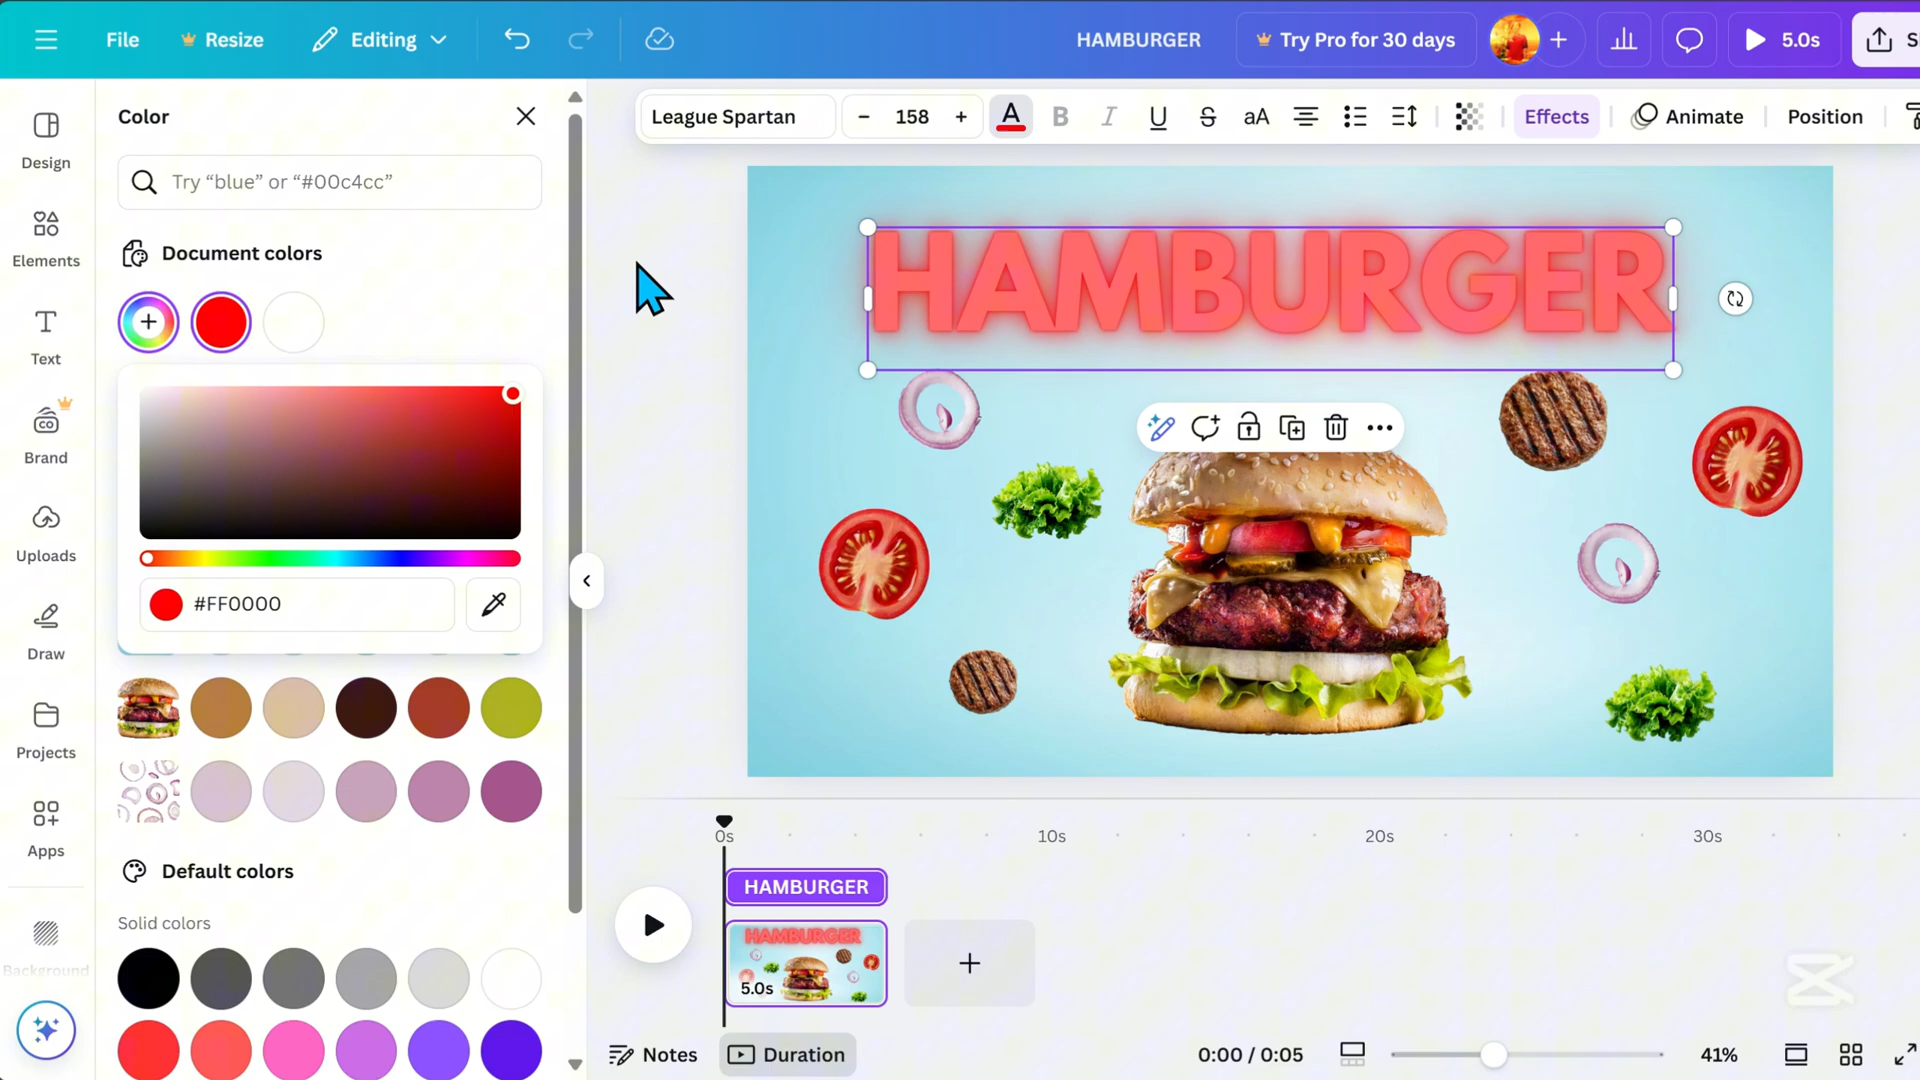 File
Resize
Editing
HAMBURGER
Try Pro for 30 days
5.0s
S
Design
Elements
Text
Brand
Uploads
Draw
Projects
Apps
Background
Color
Try “blue” or “#00c4cc”
Document colors
#FF0000
Default colors
Solid colors
League Spartan
– 158 +
A
B
I
U
S
aA
Effects
Animate
Position
HAMBURGER
0s
10s
20s
30s
HAMBURGER
HAMBURGER
5.0s
Notes
Duration
0:00 / 0:05
41%